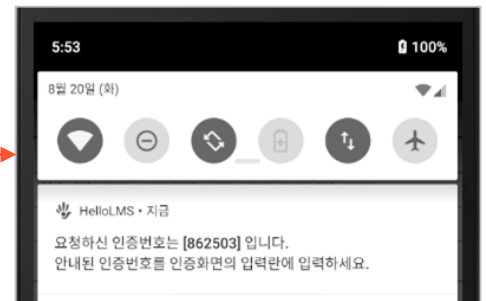 5:53
100%
8월 20일 (화)
HelloLMS • 지금
요청하신 인증번호는 [862503] 입니다.
안내된 인증번호를 인증화면의 입력란에 입력하세요.